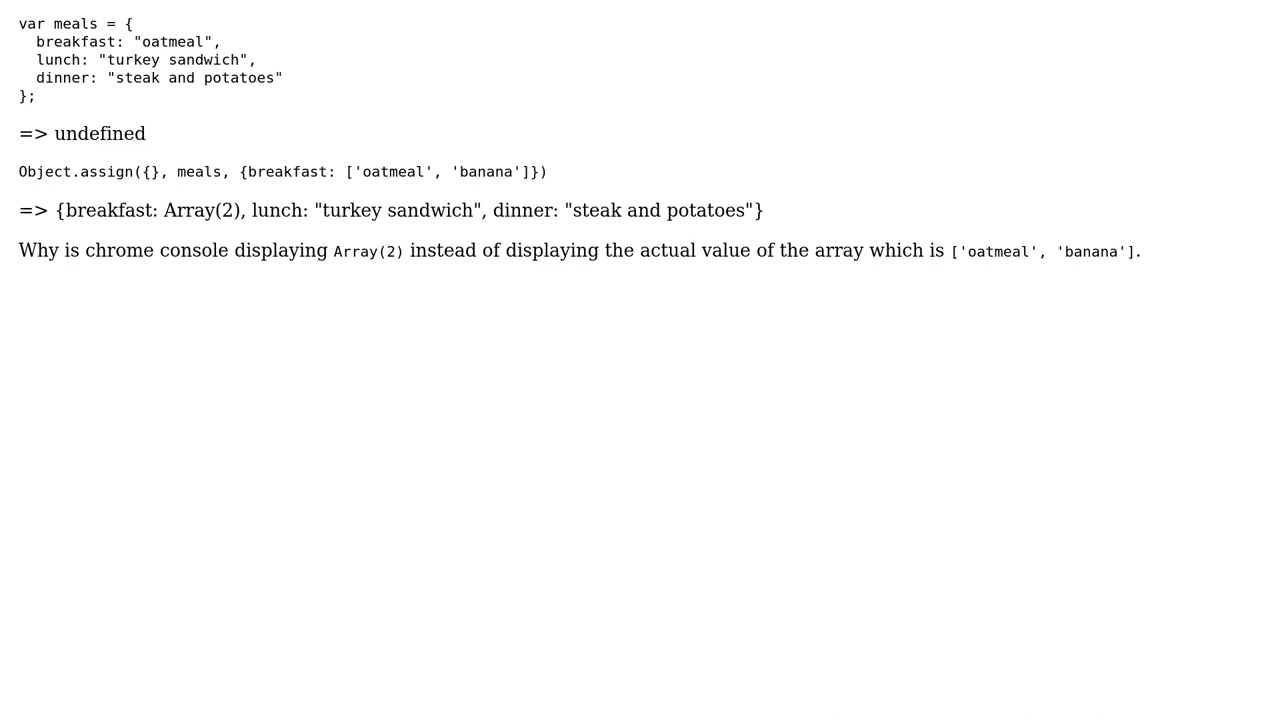 var meals = {
  breakfast: "oatmeal",
  lunch: "turkey sandwich",
  dinner: "steak and potatoes"
};
=> undefined
Object.assign({}, meals, {breakfast: ['oatmeal', 'banana']})
=> {breakfast: Array(2), lunch: "turkey sandwich", dinner: "steak and potatoes"}
Why is chrome console displaying Array(2) instead of displaying the actual value of the array which is ['oatmeal', 'banana'].